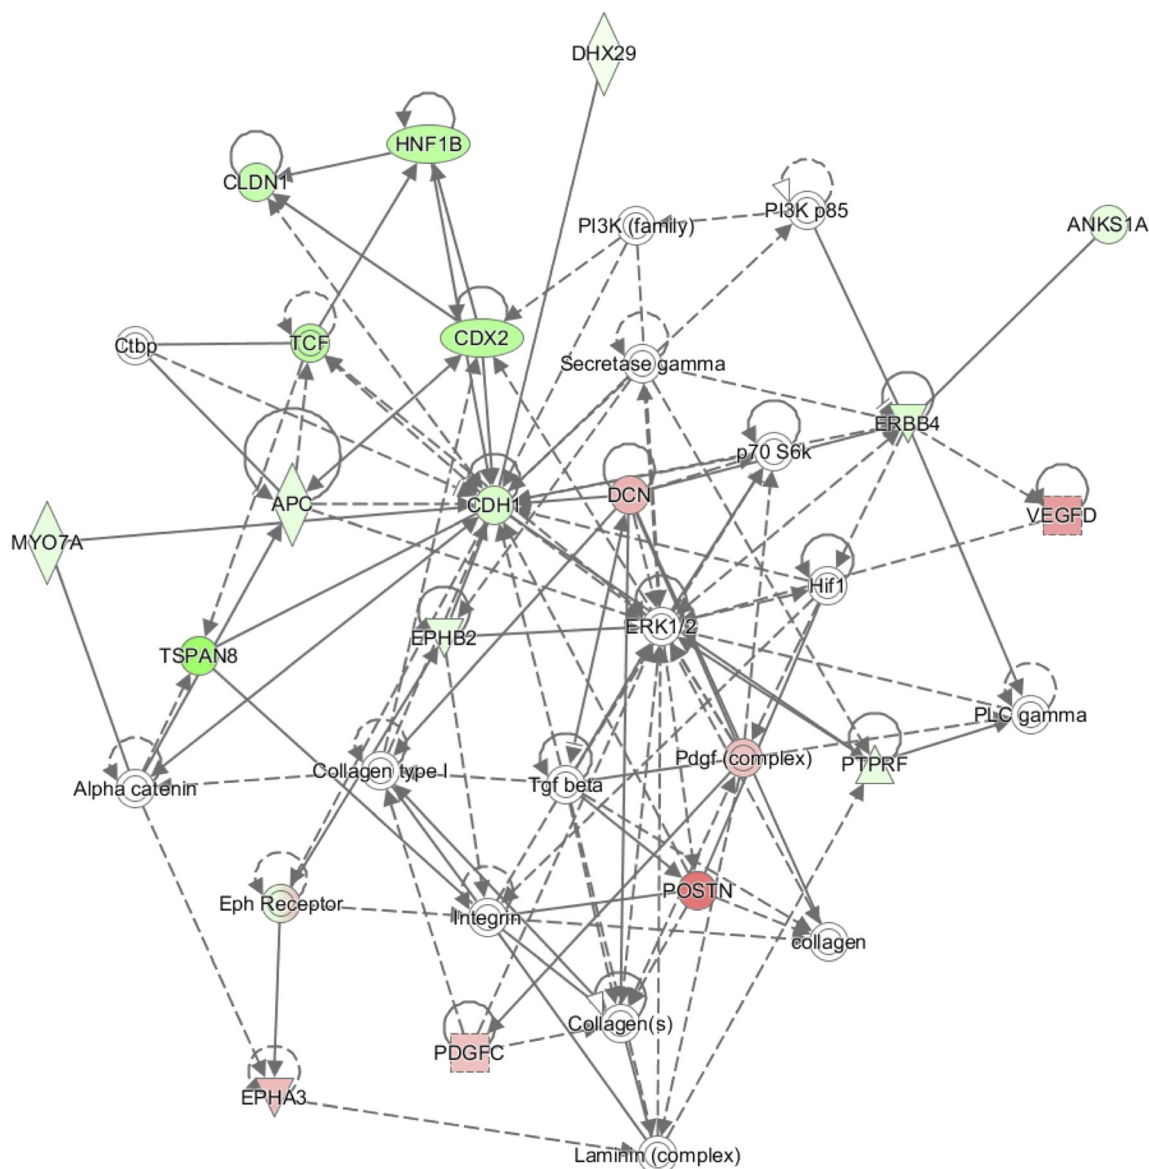 DHX29
HNF1B
CLDN1
PI3K p85
PI3K (family)
ANKS1A
Ctbp
TCF
CDX2
Secretase gamma
ERBB4
p70 S6k
DCN
APC
CDH1
VEGFD
MYO7A
Hif1
ERK1/2
EPHB2
TSPAN8
PLC gamma
Pdgf (complex)
PTPRF
Collagen type I
Tgf beta
Alpha catenin
POSTN
Eph Receptor
Integrin
collagen
Collagen(s)
PDGFC
EPHA3
Laminin (complex)